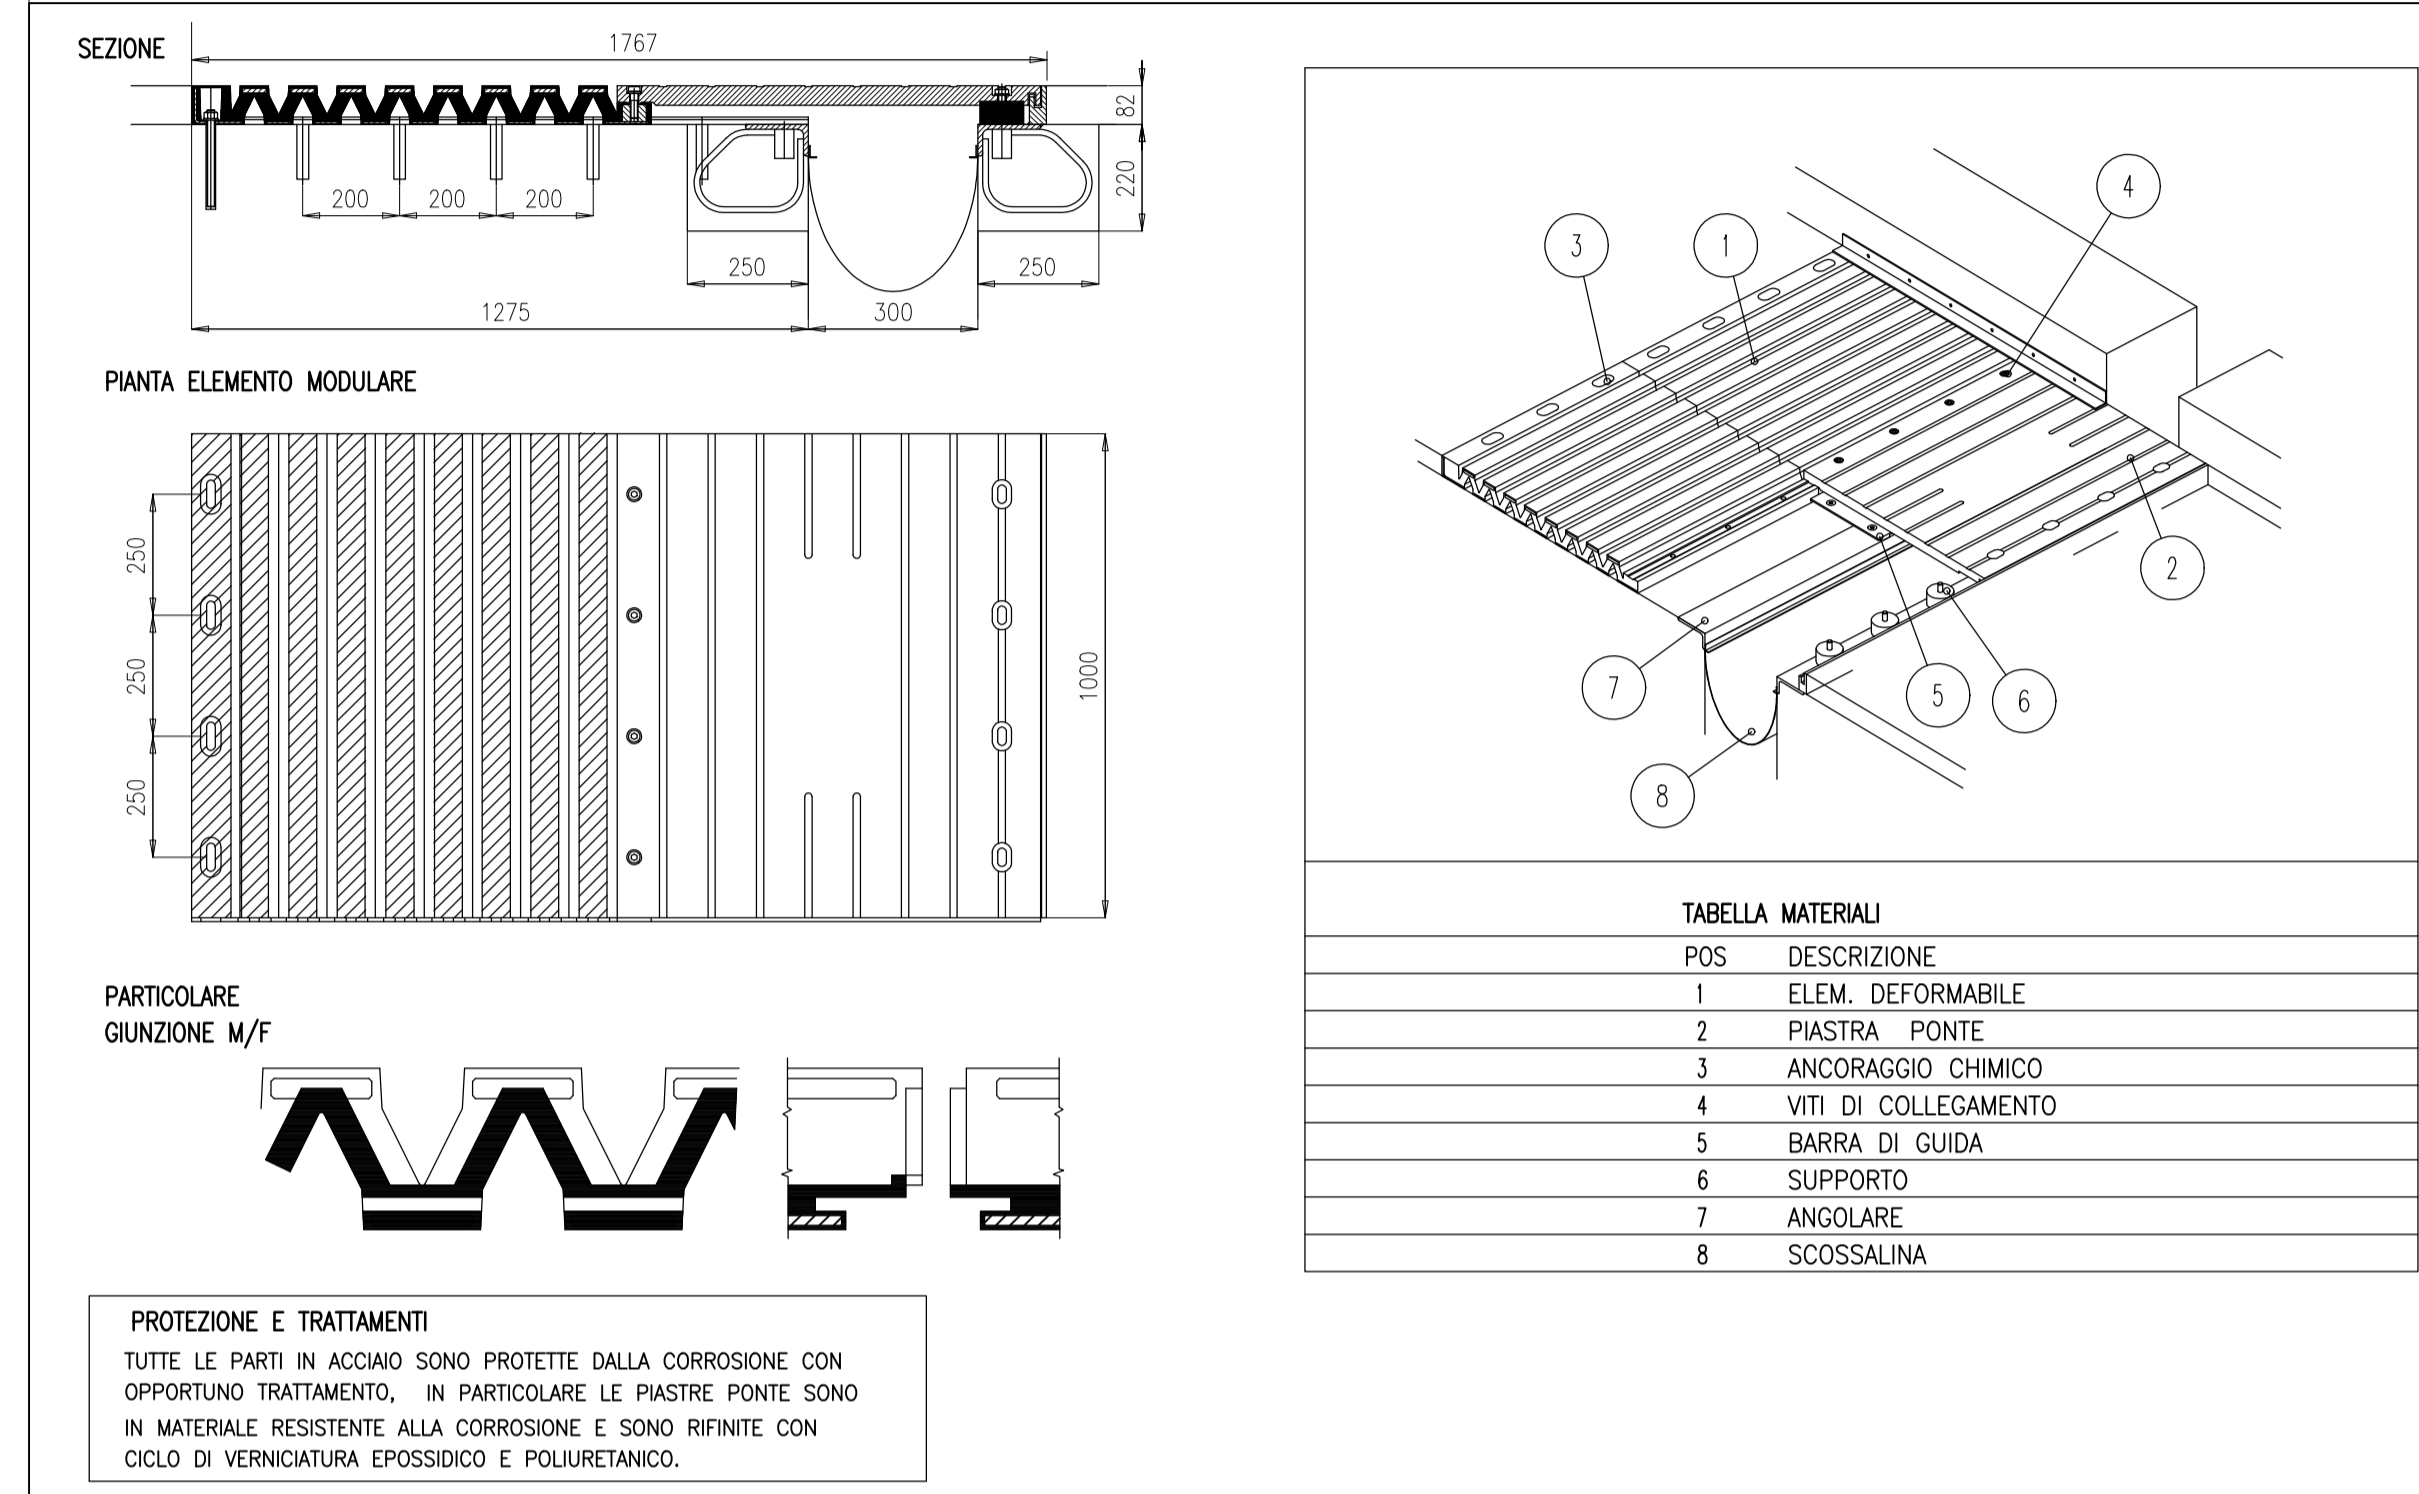 SEZIONE
1767
82
220
200 200 200
250 250
1275 300
PIANTA ELEMENTO MODULARE
250
250
250
1000
PARTICOLARE
GIUNZIONE M/F
PROTEZIONE E TRATTAMENTI
TUTTE LE PARTI IN ACCIAIO SONO PROTETTE DALLA CORROSIONE CON
OPPORTUNO TRATTAMENTO, IN PARTICOLARE LE PIASTRE PONTE SONO
IN MATERIALE RESISTENTE ALLA CORROSIONE E SONO RIFINITE CON
CICLO DI VERNICIATURA EPOSSIDICO E POLIURETANICO.
4
3 1
2
7 5 6
8
TABELLA MATERIALI
POS DESCRIZIONE
1 ELEM. DEFORMABILE
2 PIASTRA PONTE
3 ANCORAGGIO CHIMICO
4 VITI DI COLLEGAMENTO
5 BARRA DI GUIDA
6 SUPPORTO
7 ANGOLARE
8 SCOSSALINA